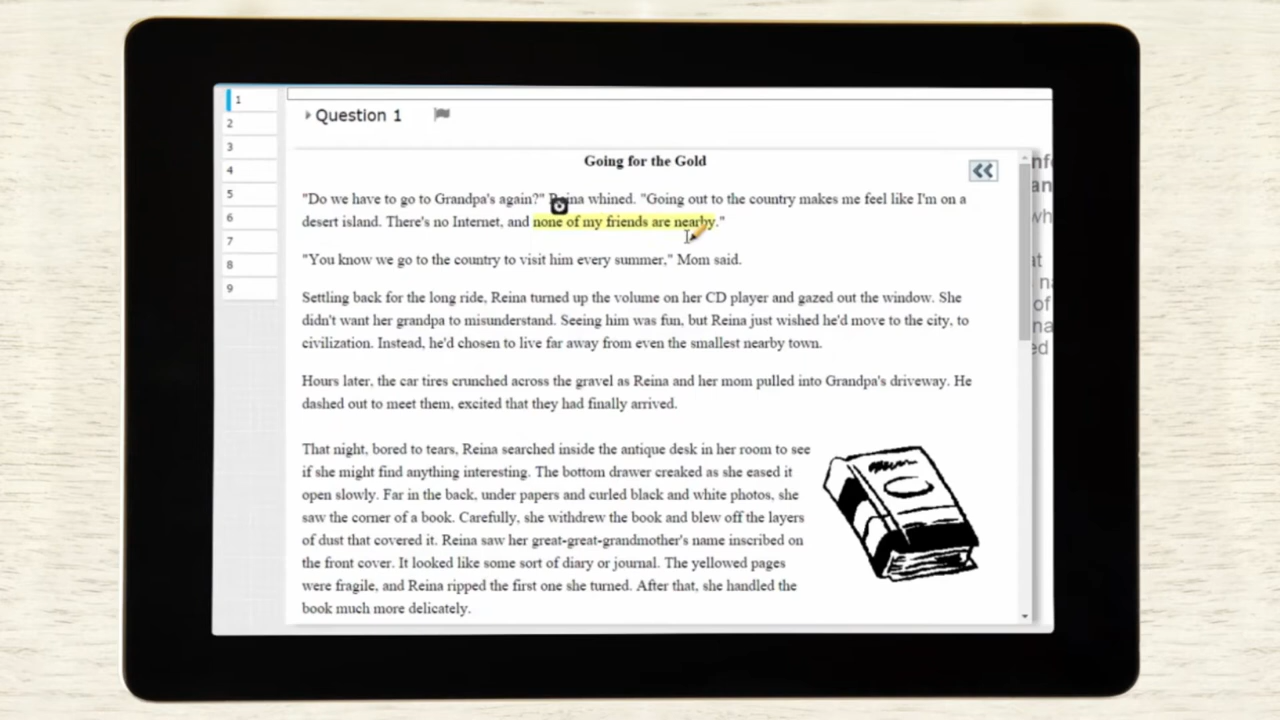 1
2
3
4
5
6
7
8
9
Question 1
Going for the Gold
"Do we have to go to Grandpa's again?" Reina whined. "Going out to the country makes me feel like I'm on a
desert island. There's no Internet, and none of my friends are nearby."
"You know we go to the country to visit him every summer," Mom said.
Settling back for the long ride, Reina turned up the volume on her CD player and gazed out the window. She
didn't want her grandpa to misunderstand. Seeing him was fun, but Reina just wished he'd move to the city, to
civilization. Instead, he'd chosen to live far away from even the smallest nearby town.
Hours later, the car tires crunched across the gravel as Reina and her mom pulled into Grandpa's driveway. He
dashed out to meet them, excited that they had finally arrived.
That night, bored to tears, Reina searched inside the antique desk in her room to see
if she might find anything interesting. The bottom drawer creaked as she eased it
open slowly. Far in the back, under papers and curled black and white photos, she
saw the corner of a book. Carefully, she withdrew the book and blew off the layers
of dust that covered it. Reina saw her great-great-grandmother's name inscribed on
the front cover. It looked like some sort of diary or journal. The yellowed pages
were fragile, and Reina ripped the first one she turned. After that, she handled the
book much more delicately.